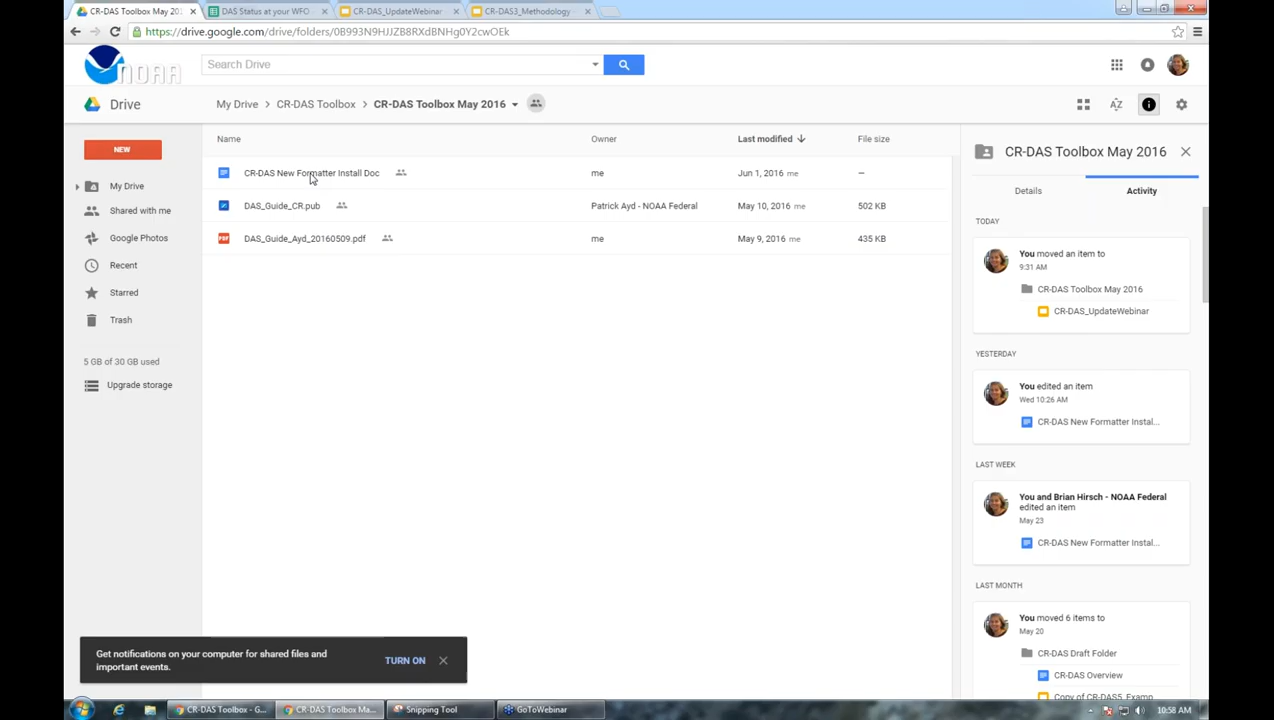 CR-DAS Toolbox May 201
DAS Status at your WFO
CR-DAS_UpdateWebinar
CR-DAS3_Methodology
https://drive.google.com/drive/folders/0B993N9HJJZB8RXdBNHg0Y2cwOEk
NOAA
Search Drive
Drive
My Drive
CR-DAS Toolbox
CR-DAS Toolbox May 2016
NEW
My Drive
Shared with me
Google Photos
Recent
Starred
Trash
5 GB of 30 GB used
Upgrade storage
Name
Owner
Last modified
File size
CR-DAS New Formatter Install Doc
me
Jun 1, 2016 me
—
DAS_Guide_CR.pub
Patrick Ayd - NOAA Federal
May 10, 2016 me
502 KB
PDF
DAS_Guide_Ayd_20160509.pdf
me
May 9, 2016 me
435 KB
CR-DAS Toolbox May 2016
Details
Activity
TODAY
You moved an item to
9:31 AM
CR-DAS Toolbox May 2016
CR-DAS_UpdateWebinar
YESTERDAY
You edited an item
Wed 10:26 AM
CR-DAS New Formatter Instal...
LAST WEEK
You and Brian Hirsch - NOAA Federal
edited an item
May 23
CR-DAS New Formatter Instal...
LAST MONTH
You moved 6 items to
May 20
CR-DAS Draft Folder
CR-DAS Overview
Copy of CR-DAS5_Examp
Get notifications on your computer for shared files and
important events.
TURN ON
CR-DAS Toolbox - G...
CR-DAS Toolbox Ma...
Snipping Tool
GoToWebinar
10:58 AM